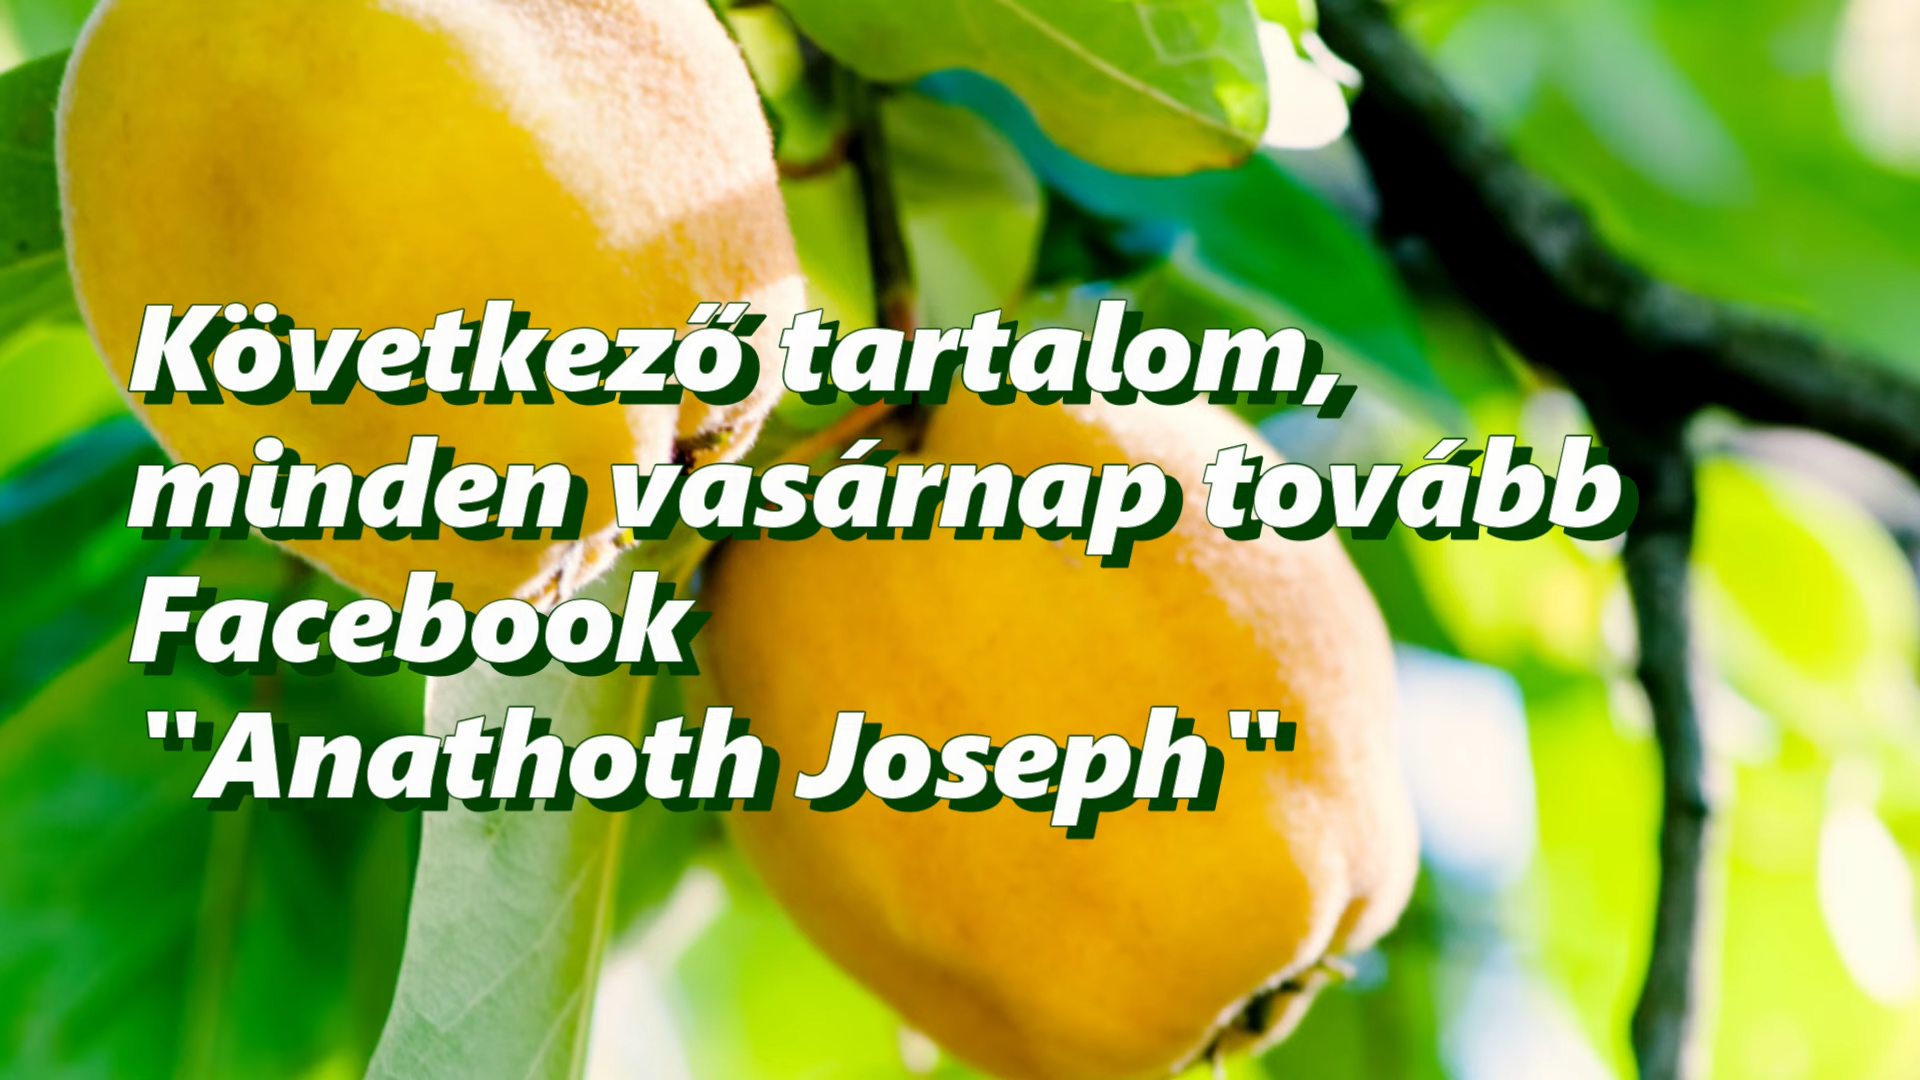 Következő tartalom,
minden vasárnap tovább
Facebook
"Anathoth Joseph"